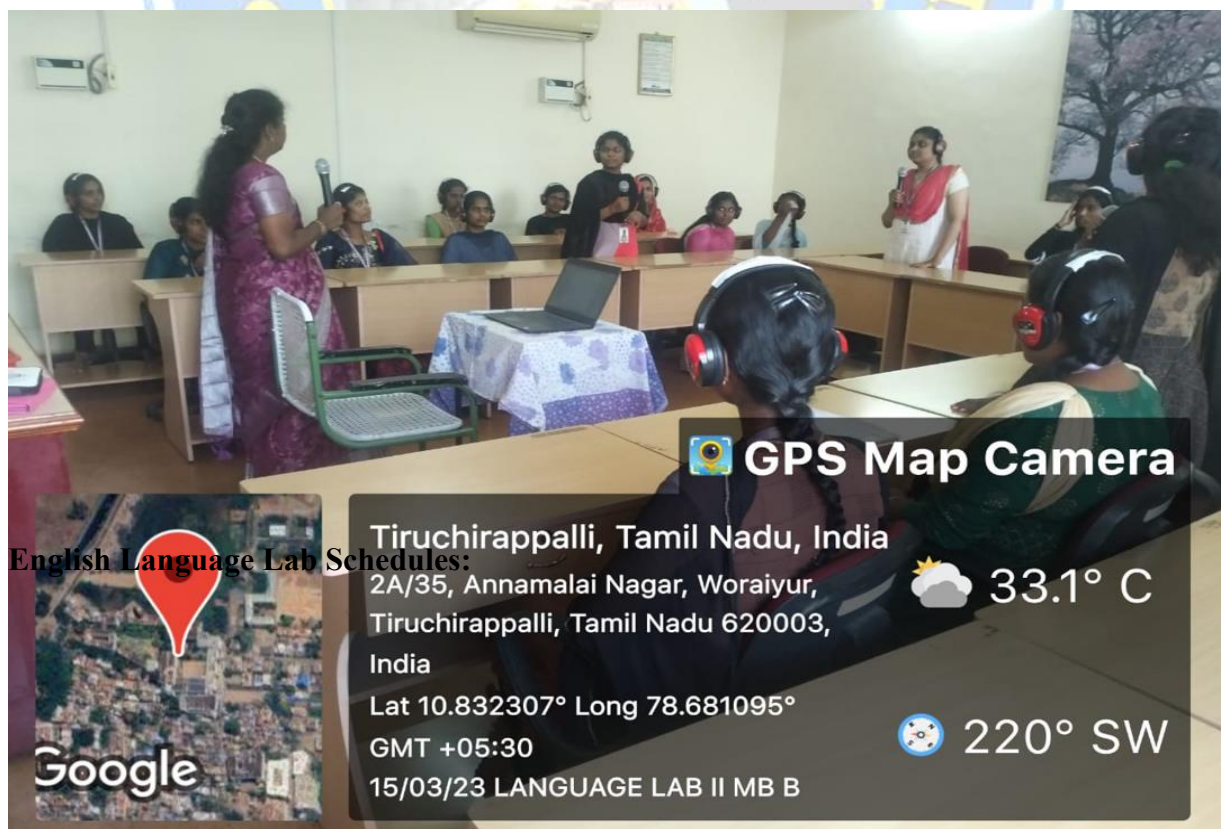 GPS Map Camera
Tiruchirappalli, Tamil Nadu, India
English Language Lab Schedules:
2A/35, Annamalai Nagar, Woraiyur,
Tiruchirappalli, Tamil Nadu 620003,
India
33.1° C
Lat 10.832307° Long 78.681095°
GMT +05:30
220° SW
15/03/23 LANGUAGE LAB II MB B
Google